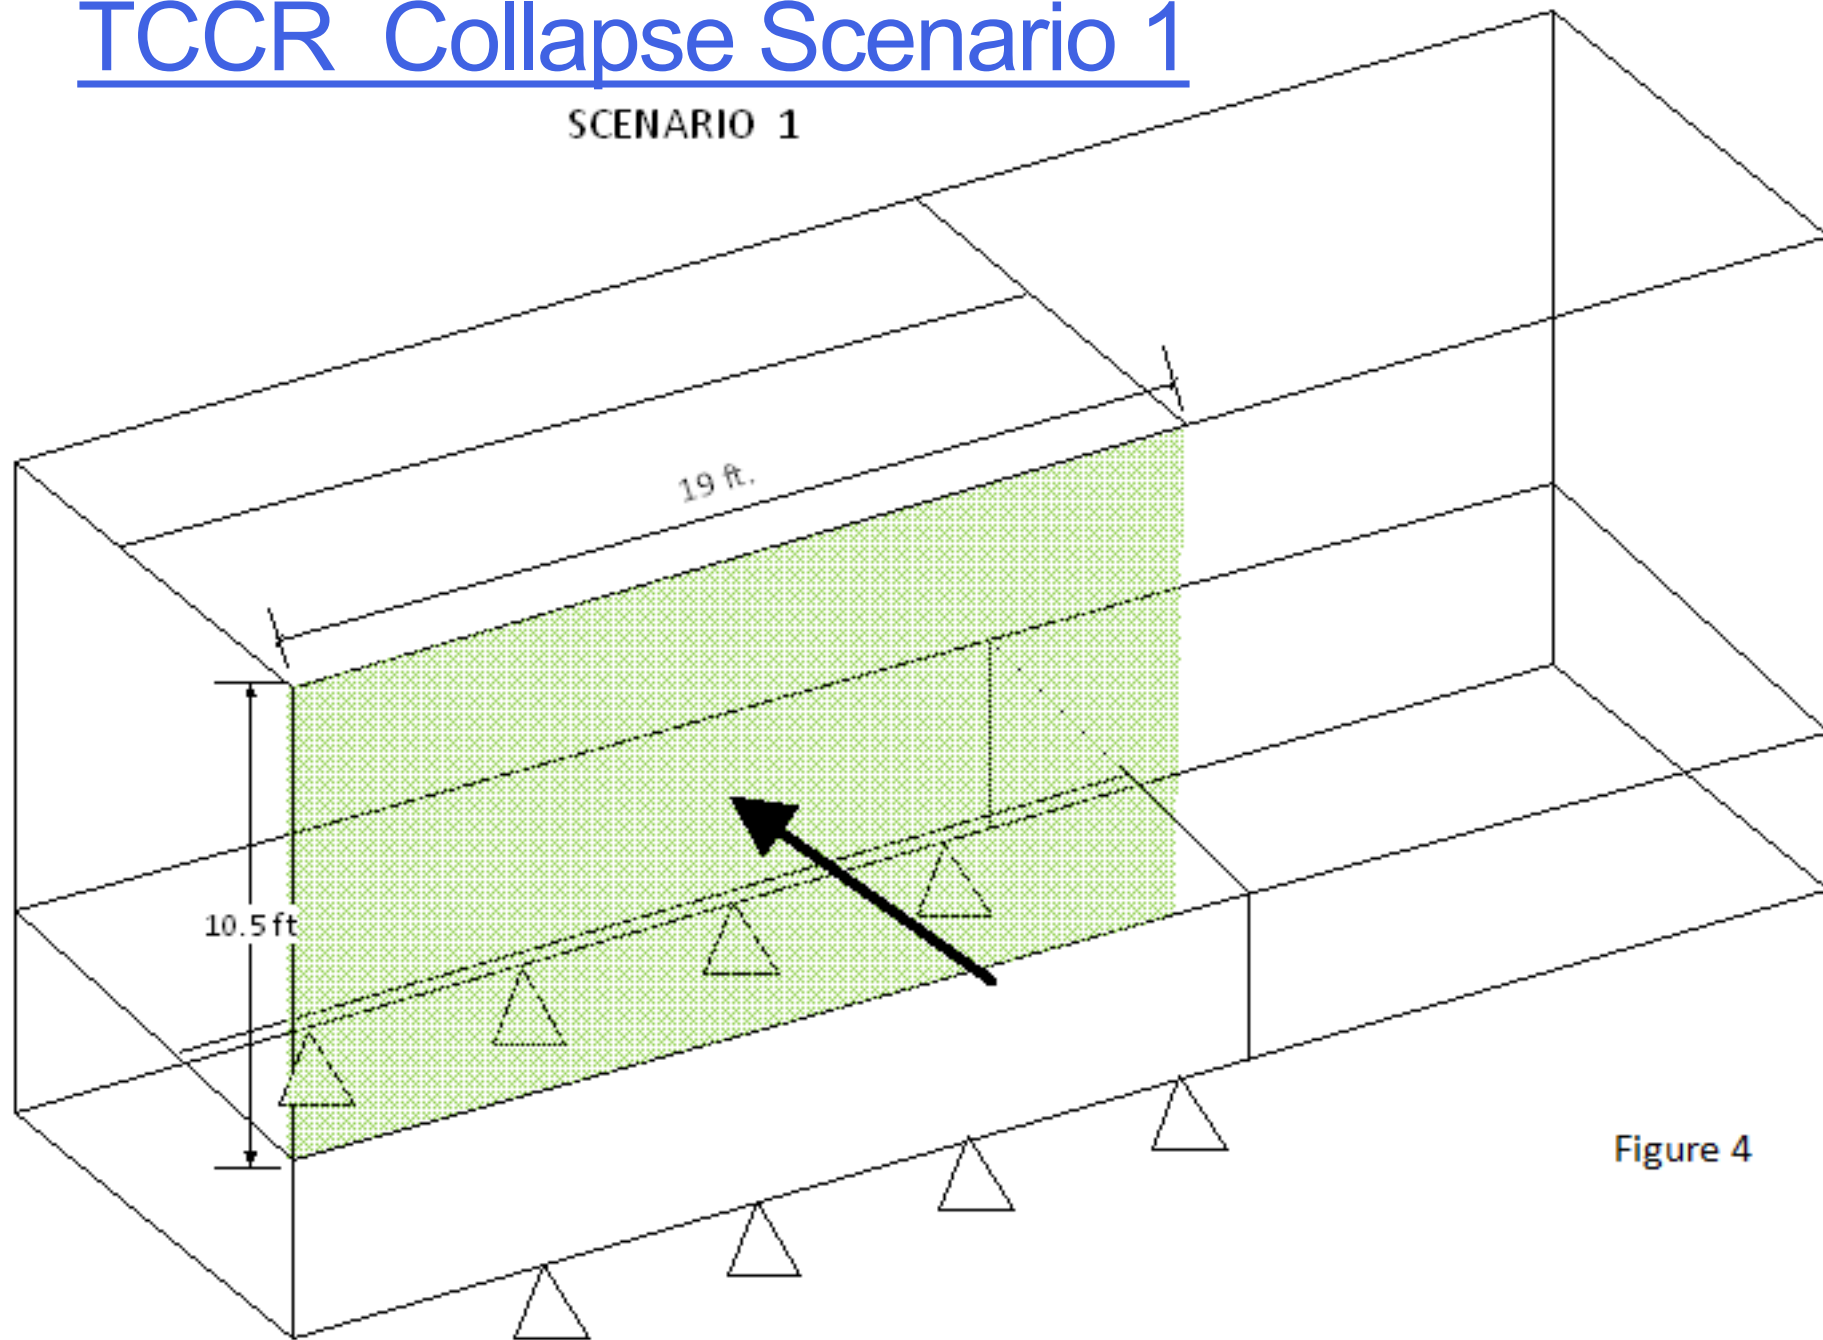 TCCR Collapse Scenario 1
SCENARIO 1
19 ft.
10.5 ft
Figure 4